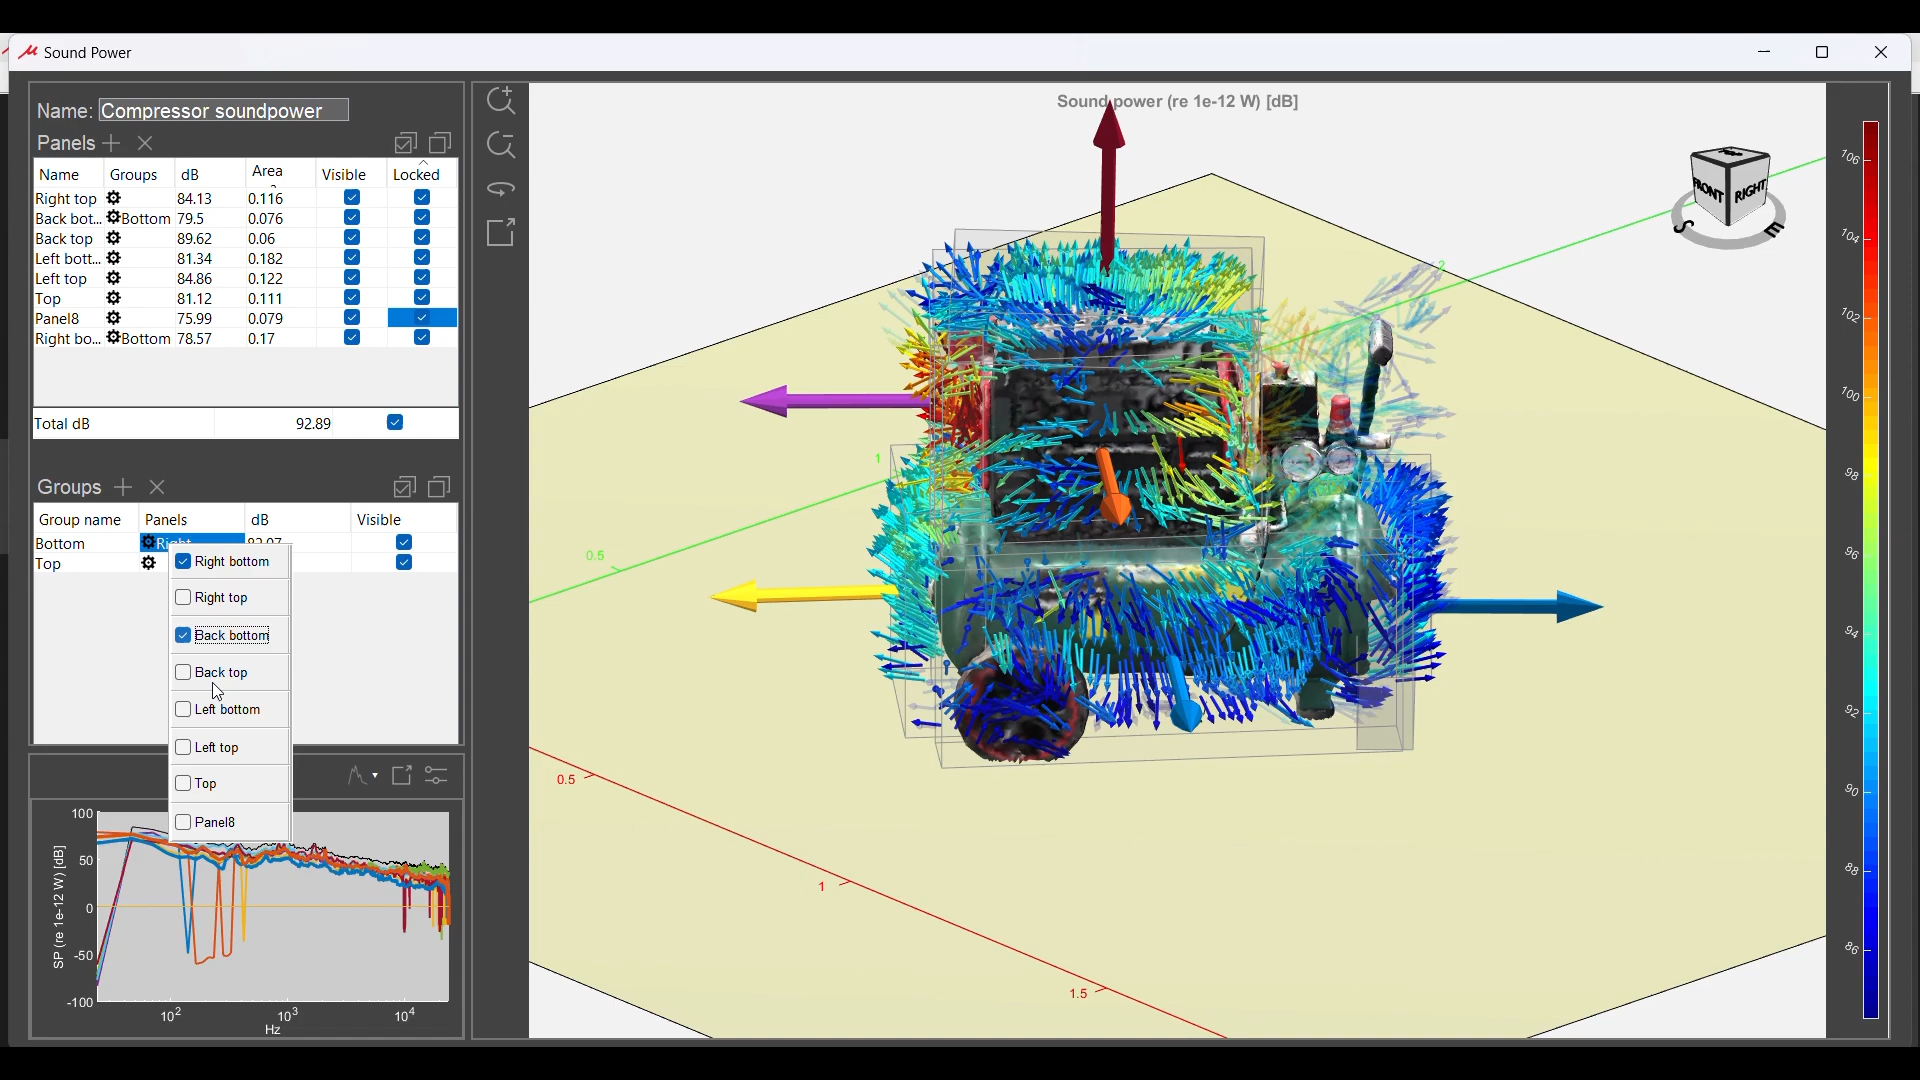 Sound Power
Name: Compressor soundpower
Panels
Name Groups dB Area Visible Locked
Right top 84.13 0.116
Back bot... Bottom 79.5 0.076
Back top 89.62 0.06
Left bott... 81.34 0.182
Left top 84.86 0.122
Top 81.12 0.111
Panel8 75.99 0.079
Right bo... Bottom 78.57 0.17
Total dB 92.89
Groups
Group name Panels dB Visible
Bottom
Top
Right bottom
Right top
Back bottom
Back top
Left bottom
Left top
Top
Panel8
SP (re 1e-12 W) [dB]
100
50
0
-50
-100
10² 10³ 10⁴
Hz
Sound power (re 1e-12 W) [dB]
FRONT RIGHT
S E
2
1
0.5
0.5
1
1.5
106
104
102
100
98
96
94
92
90
88
86